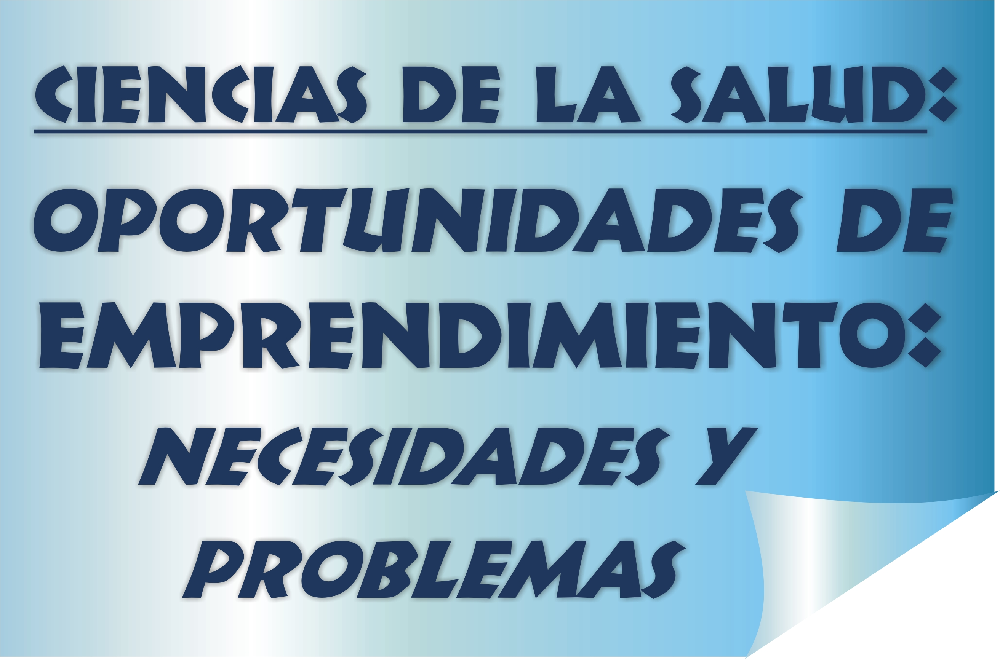 CIENCIAS DE LA SALUD:
OPORTUNIDADES DE
EMPRENDIMIENTO:
NECESIDADES Y
PROBLEMAS